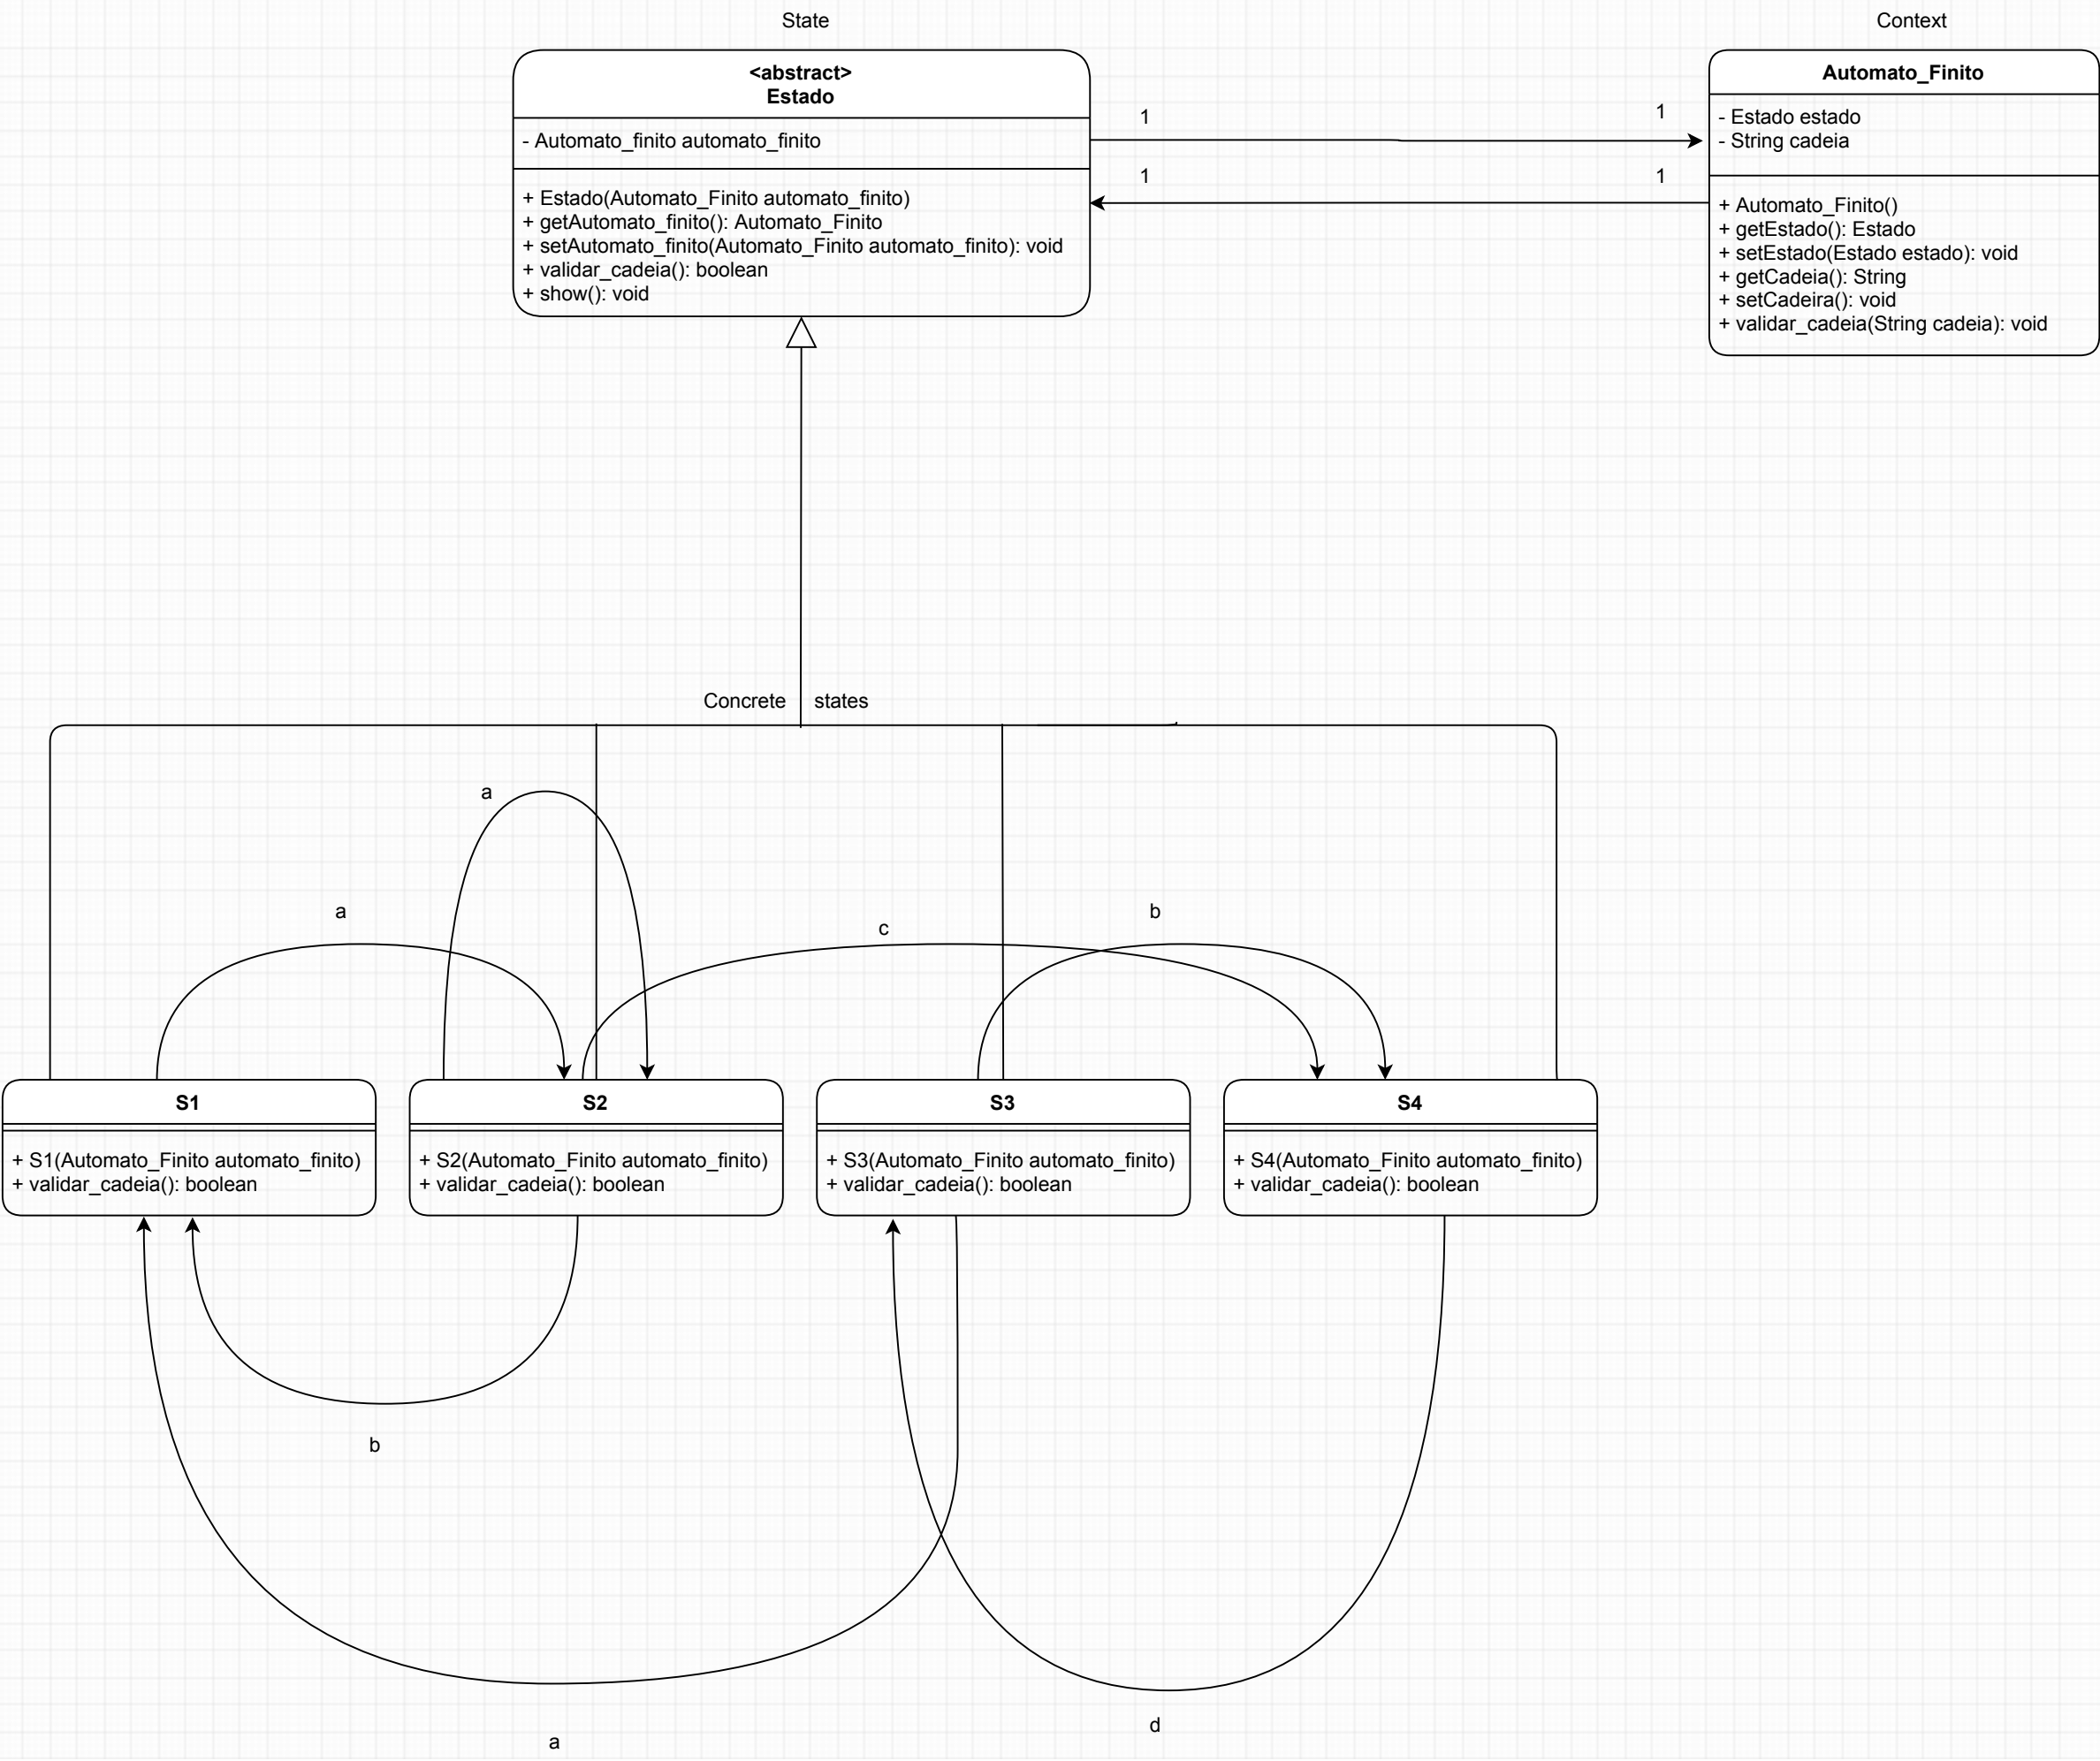 State
Context
<abstract>
Estado
- Automato_finito automato_finito
+ Estado(Automato_Finito automato_finito)
+ getAutomato_finito(): Automato_Finito
+ setAutomato_finito(Automato_Finito automato_finito): void
+ validar_cadeia(): boolean
+ show(): void
1
1
1
1
Automato_Finito
- Estado estado
- String cadeia
+ Automato_Finito()
+ getEstado(): Estado
+ setEstado(Estado estado): void
+ getCadeia(): String
+ setCadeira(): void
+ validar_cadeia(String cadeia): void
Concrete states
a
a
c
b
S1
+ S1(Automato_Finito automato_finito)
+ validar_cadeia(): boolean
S2
+ S2(Automato_Finito automato_finito)
+ validar_cadeia(): boolean
S3
+ S3(Automato_Finito automato_finito)
+ validar_cadeia(): boolean
S4
+ S4(Automato_Finito automato_finito)
+ validar_cadeia(): boolean
b
d
a